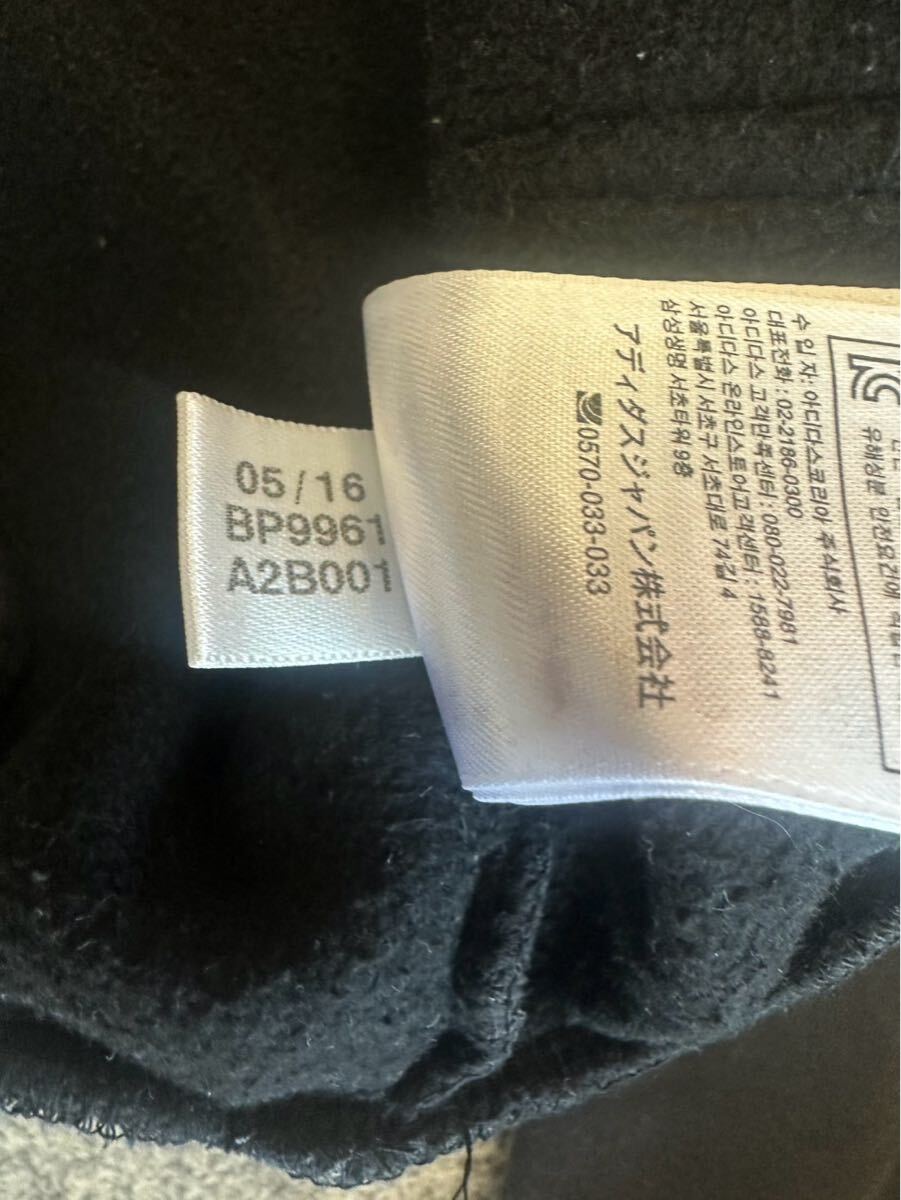 05/16
BP9961
A2B001
수 입 자: 아디다스코리아 주식회사
대표전화 : 02-2186-0300
아디다스 고객만족센터 : 080-022-7981
아디다스 온라인스토어고객센터 : 1588-8241
서울특별시 서초구 서초대로 74길 4
삼성생명 서초타워 9층
アディダスジャパン株式会社
0570-033-033